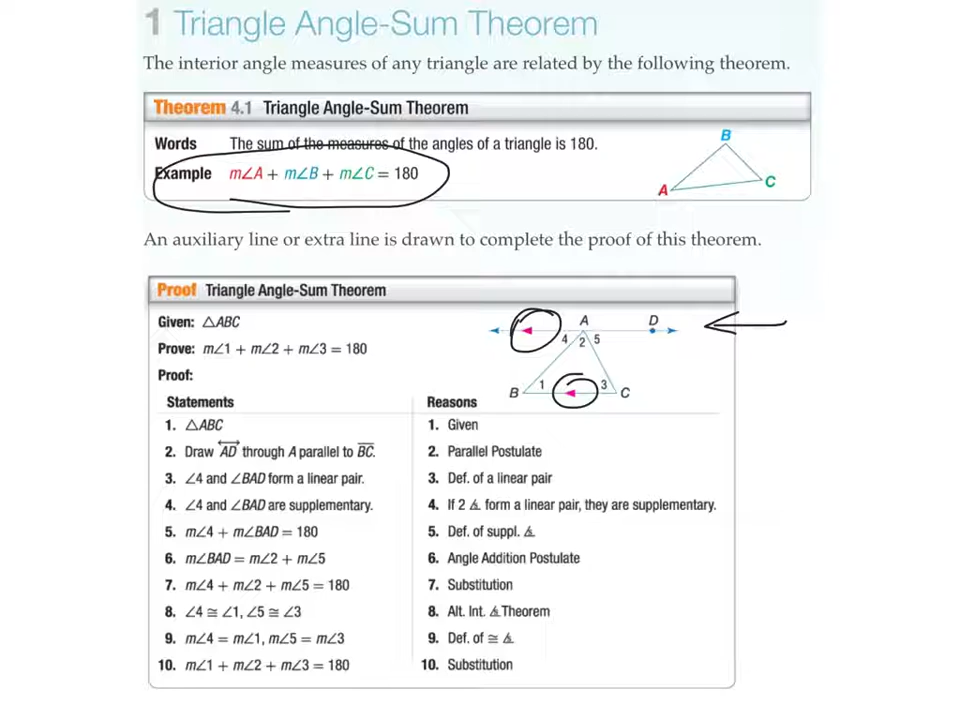 1 Triangle Angle-Sum Theorem
The interior angle measures of any triangle are related by the following theorem.
Theorem 4.1 Triangle Angle-Sum Theorem
Words The sum of the measures of the angles of a triangle is 180.
Example m∠A + m∠B + m∠C = 180
B
A
C
An auxiliary line or extra line is drawn to complete the proof of this theorem.
Proof Triangle Angle-Sum Theorem
Given: △ABC
Prove: m∠1 + m∠2 + m∠3 = 180
A D
4 2 5
B 1 3 C
Proof:
Statements Reasons
1. △ABC 1. Given
2. Draw AD through A parallel to BC. 2. Parallel Postulate
3. ∠4 and ∠BAD form a linear pair. 3. Def. of a linear pair
4. ∠4 and ∠BAD are supplementary. 4. If 2 ∡ form a linear pair, they are supplementary.
5. m∠4 + m∠BAD = 180 5. Def. of suppl. ∡
6. m∠BAD = m∠2 + m∠5 6. Angle Addition Postulate
7. m∠4 + m∠2 + m∠5 = 180 7. Substitution
8. ∠4 ≅ ∠1, ∠5 ≅ ∠3 8. Alt. Int. ∡ Theorem
9. m∠4 = m∠1, m∠5 = m∠3 9. Def. of ≅ ∡
10. m∠1 + m∠2 + m∠3 = 180 10. Substitution